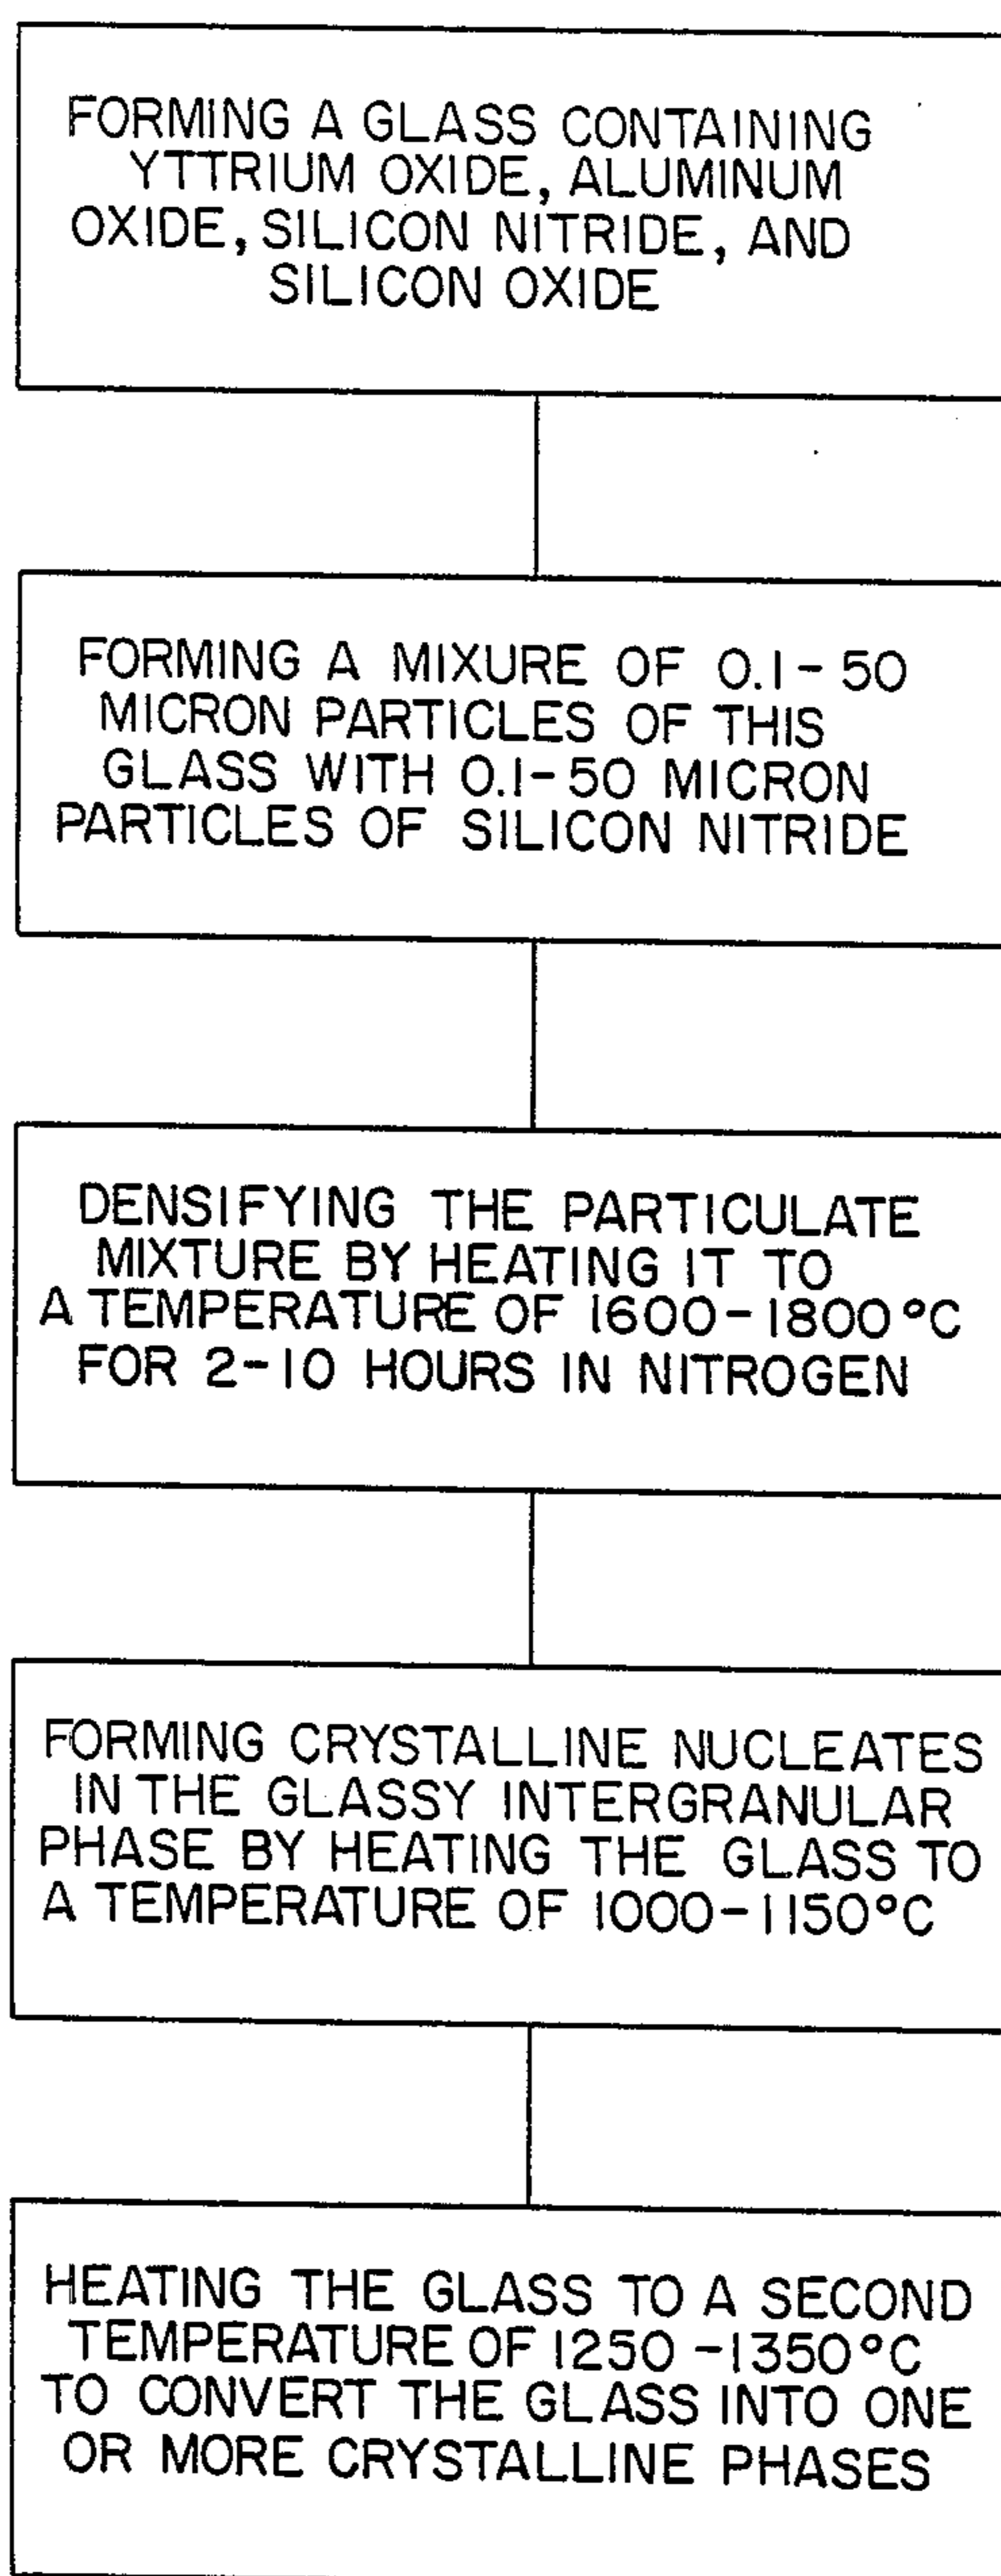 FORMING A GLASS CONTAINING
YTTRIUM OXIDE, ALUMINUM
OXIDE, SILICON NITRIDE, AND
SILICON OXIDE
FORMING A MIXURE OF 0.1-50
MICRON PARTICLES OF THIS
GLASS WITH 0.1-50 MICRON
PARTICLES OF SILICON NITRIDE
DENSIFYING THE PARTICULATE
MIXTURE BY HEATING IT TO
A TEMPERATURE OF 1600-1800°C
FOR 2-10 HOURS IN NITROGEN
FORMING CRYSTALLINE NUCLEATES
IN THE GLASSY INTERGRANULAR
PHASE BY HEATING THE GLASS TO
A TEMPERATURE OF 1000-1150°C
HEATING THE GLASS TO A SECOND
TEMPERATURE OF 1250-1350°C
TO CONVERT THE GLASS INTO ONE
OR MORE CRYSTALLINE PHASES